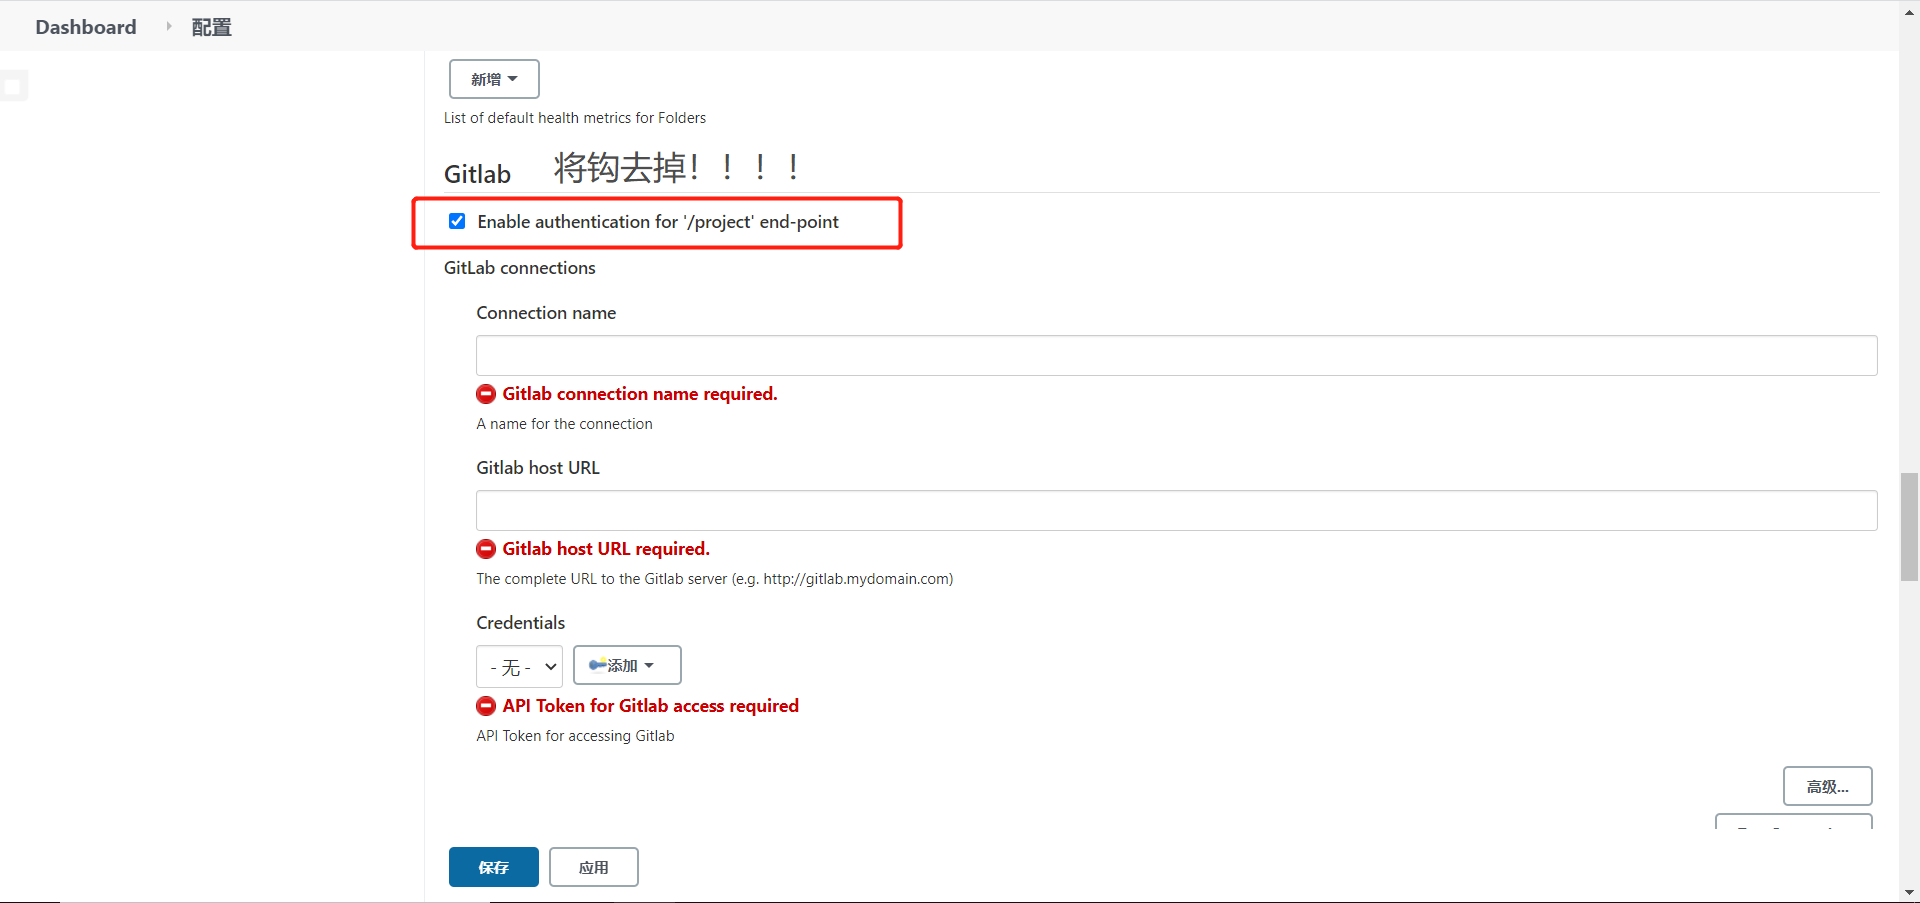 Dashboard 配置
新增
List of default health metrics for Folders
Gitlab 将钩去掉！！！！
Enable authentication for '/project' end-point
GitLab connections
Connection name
Gitlab connection name required.
A name for the connection
Gitlab host URL
Gitlab host URL required.
The complete URL to the Gitlab server (e.g. http://gitlab.mydomain.com)
Credentials
- 无 - 添加
API Token for Gitlab access required
API Token for accessing Gitlab
高级...
保存 应用